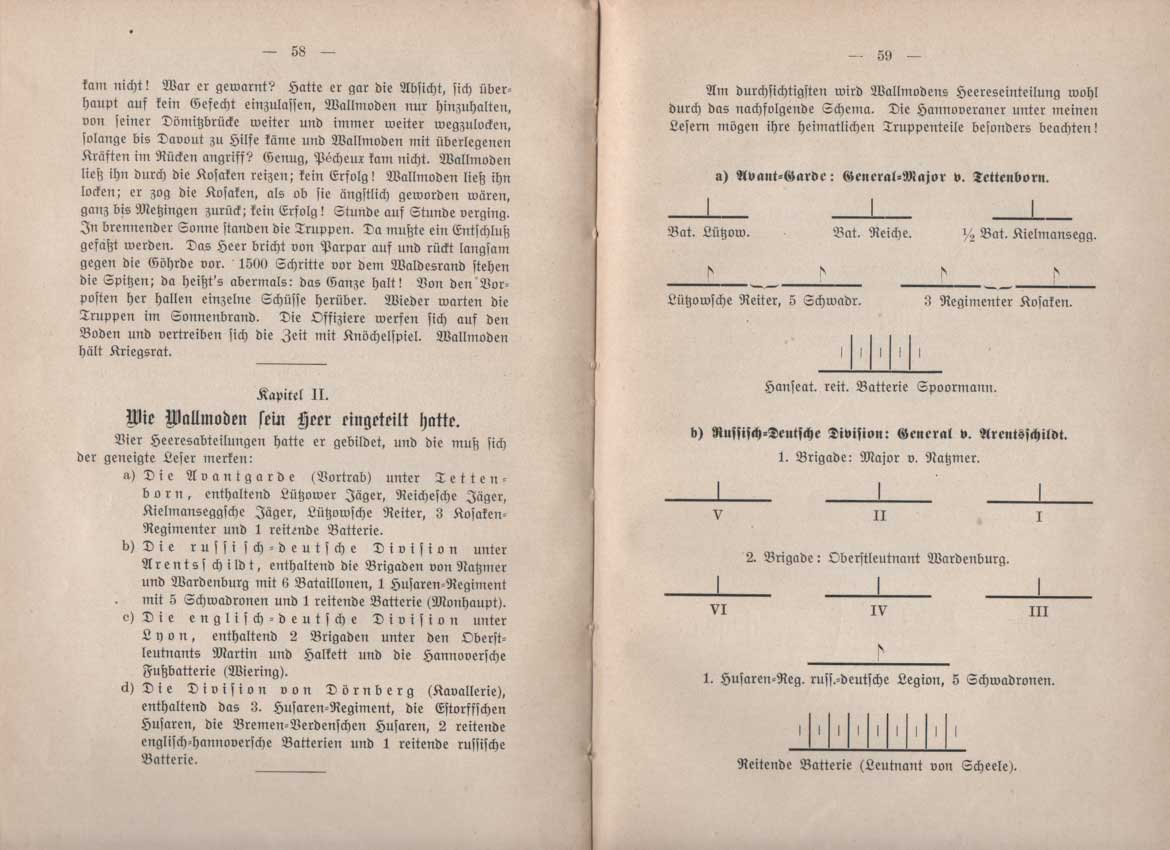 — 58 —
kam nicht! War er gewarnt? Hatte er gar die Absicht, sich über-
haupt auf kein Gefecht einzulassen, Wallmoden nur hinzuhalten,
von seiner Dömitzbrücke weiter und immer weiter wegzulocken,
solange bis Davout zu Hilfe käme und Wallmoden mit überlegenen
Kräften im Rücken angriff? Genug, Pécheux kam nicht. Wallmoden
ließ ihn durch die Kosaken reizen; kein Erfolg! Wallmoden ließ ihn
locken; er zog die Kosaken, als ob sie ängstlich geworden wären,
ganz bis Metzingen zurück; kein Erfolg! Stunde auf Stunde verging.
In brennender Sonne standen die Truppen. Da mußte ein Entschluß
gefaßt werden. Das Heer bricht von Parpar auf und rückt langsam
gegen die Göhrde vor. 1500 Schritte vor dem Waldesrand stehen
die Spitzen; da heißt's abermals: das Ganze halt! Von den Vor-
posten her hallen einzelne Schüsse herüber. Wieder warten die
Truppen im Sonnenbrand. Die Offiziere werfen sich auf den
Boden und vertreiben sich die Zeit mit Knöchelspiel. Wallmoden
hält Kriegsrat.
Kapitel II.
Wie Wallmoden sein Heer eingeteilt hatte.
Vier Heeresabteilungen hatte er gebildet, und die muß sich
der geneigte Leser merken:
a) Die Avantgarde (Vortrab) unter Tetten-
born, enthaltend Lützower Jäger, Reichesche Jäger,
Kielmanseggsche Jäger, Lützowsche Reiter, 3 Kosaken-
Regimenter und 1 reitende Batterie.
b) Die russisch-deutsche Division unter
Arentsschildt, enthaltend die Brigaden von Natzmer
und Wardenburg mit 6 Bataillonen, 1 Husaren-Regiment
mit 5 Schwadronen und 1 reitende Batterie (Monhaupt).
c) Die englisch-deutsche Division unter
Lyon, enthaltend 2 Brigaden unter den Oberst-
leutnants Martin und Halkett und die Hannoversche
Fußbatterie (Wiering).
d) Die Division von Dörnberg (Kavallerie),
enthaltend das 3. Husaren-Regiment, die Estorffschen
Husaren, die Bremen-Verdenschen Husaren, 2 reitende
englisch-hannoversche Batterien und 1 reitende russische
Batterie.
— 59 —
Am durchsichtigsten wird Wallmodens Heereseinteilung wohl
durch das nachfolgende Schema. Die Hannoveraner unter meinen
Lesern mögen ihre heimatlichen Truppenteile besonders beachten!
a) Avant-Garde: General-Major v. Tettenborn.
Bat. Lützow. Bat. Reiche. ½ Bat. Kielmansegg.
Lützowsche Reiter, 5 Schwadr. 3 Regimenter Kosaken.
Hanseat. reit. Batterie Spoormann.
b) Russisch-Deutsche Division: General v. Arentsschildt.
1. Brigade: Major v. Natzmer.
V II I
2. Brigade: Oberstleutnant Wardenburg.
VI IV III
1. Husaren-Reg. russ.-deutsche Legion, 5 Schwadronen.
Reitende Batterie (Leutnant von Scheele).